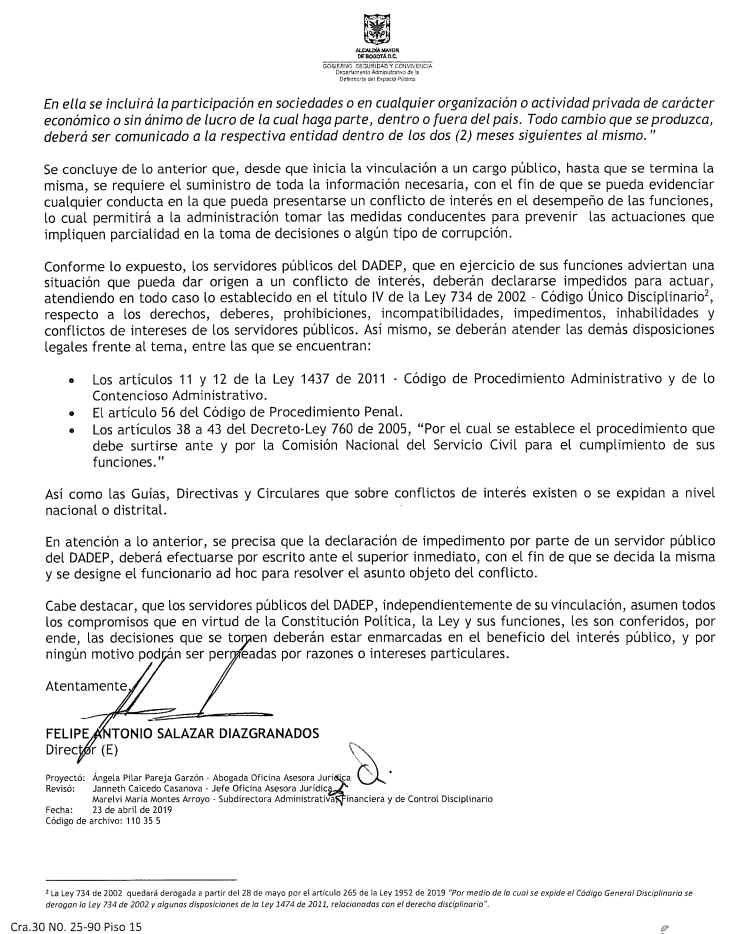 ALCALDÍA MAYOR
DE BOGOTÁ D.C.
GOBIERNO, SEGURIDAD Y CONVIVENCIA
Departamento Administrativo de la
Defensoría del Espacio Público
En ella se incluirá la participación en sociedades o en cualquier organización o actividad privada de carácter
económico o sin ánimo de lucro de la cual haga parte, dentro o fuera del país. Todo cambio que se produzca,
deberá ser comunicado a la respectiva entidad dentro de los dos (2) meses siguientes al mismo."
Se concluye de lo anterior que, desde que inicia la vinculación a un cargo público, hasta que se termina la
misma, se requiere el suministro de toda la información necesaria, con el fin de que se pueda evidenciar
cualquier conducta en la que pueda presentarse un conflicto de interés en el desempeño de las funciones,
lo cual permitirá a la administración tomar las medidas conducentes para prevenir las actuaciones que
impliquen parcialidad en la toma de decisiones o algún tipo de corrupción.
Conforme lo expuesto, los servidores públicos del DADEP, que en ejercicio de sus funciones adviertan una
situación que pueda dar origen a un conflicto de interés, deberán declararse impedidos para actuar,
atendiendo en todo caso lo establecido en el título IV de la Ley 734 de 2002 - Código Único Disciplinario²,
respecto a los derechos, deberes, prohibiciones, incompatibilidades, impedimentos, inhabilidades y
conflictos de intereses de los servidores públicos. Así mismo, se deberán atender las demás disposiciones
legales frente al tema, entre las que se encuentran:
• Los artículos 11 y 12 de la Ley 1437 de 2011 - Código de Procedimiento Administrativo y de lo
Contencioso Administrativo.
• El artículo 56 del Código de Procedimiento Penal.
• Los artículos 38 a 43 del Decreto-Ley 760 de 2005, "Por el cual se establece el procedimiento que
debe surtirse ante y por la Comisión Nacional del Servicio Civil para el cumplimiento de sus
funciones."
Así como las Guías, Directivas y Circulares que sobre conflictos de interés existen o se expidan a nivel
nacional o distrital.
En atención a lo anterior, se precisa que la declaración de impedimento por parte de un servidor público
del DADEP, deberá efectuarse por escrito ante el superior inmediato, con el fin de que se decida la misma
y se designe el funcionario ad hoc para resolver el asunto objeto del conflicto.
Cabe destacar, que los servidores públicos del DADEP, independientemente de su vinculación, asumen todos
los compromisos que en virtud de la Constitución Política, la Ley y sus funciones, les son conferidos, por
ende, las decisiones que se tomen deberán estar enmarcadas en el beneficio del interés público, y por
ningún motivo podrán ser permeadas por razones o intereses particulares.
Atentamente,
FELIPE ANTONIO SALAZAR DIAZGRANADOS
Director (E)
Proyectó: Ángela Pilar Pareja Garzón - Abogada Oficina Asesora Jurídica
Revisó: Janneth Caicedo Casanova - Jefe Oficina Asesora Jurídica
Marelvi Maria Montes Arroyo - Subdirectora Administrativa, Financiera y de Control Disciplinario
Fecha: 23 de abril de 2019
Código de archivo: 110 35 5
² La Ley 734 de 2002 quedará derogada a partir del 28 de mayo por el artículo 265 de la Ley 1952 de 2019 "Por medio de la cual se expide el Código General Disciplinario se
derogan la Ley 734 de 2002 y algunas disposiciones de la Ley 1474 de 2011, relacionadas con el derecho disciplinario".
Cra.30 N0. 25-90 Piso 15